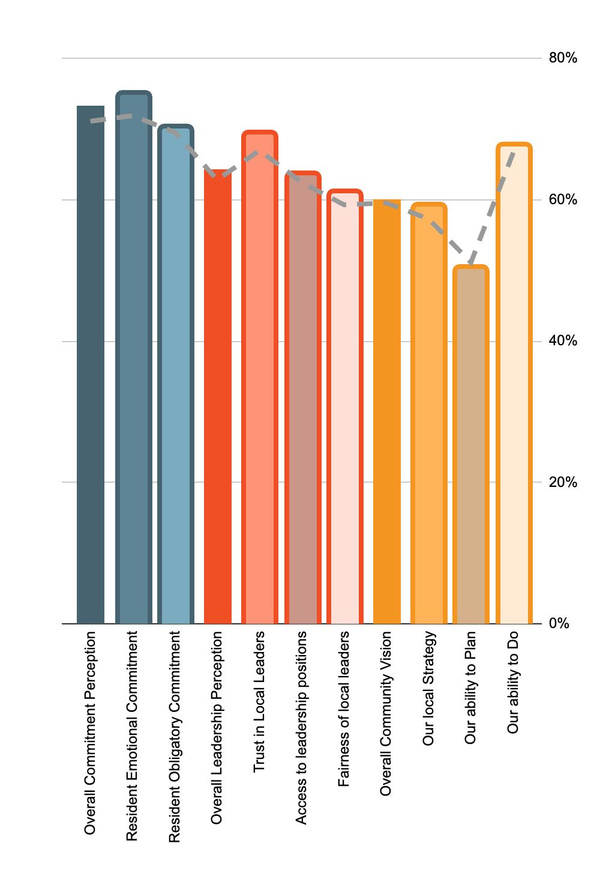 80%
60%
40%
20%
0%
Overall Commitment Perception
Resident Emotional Commitment
Resident Obligatory Commitment
Overall Leadership Perception
Trust in Local Leaders
Access to leadership positions
Fairness of local leaders
Overall Community Vision
Our local Strategy
Our ability to Plan
Our ability to Do